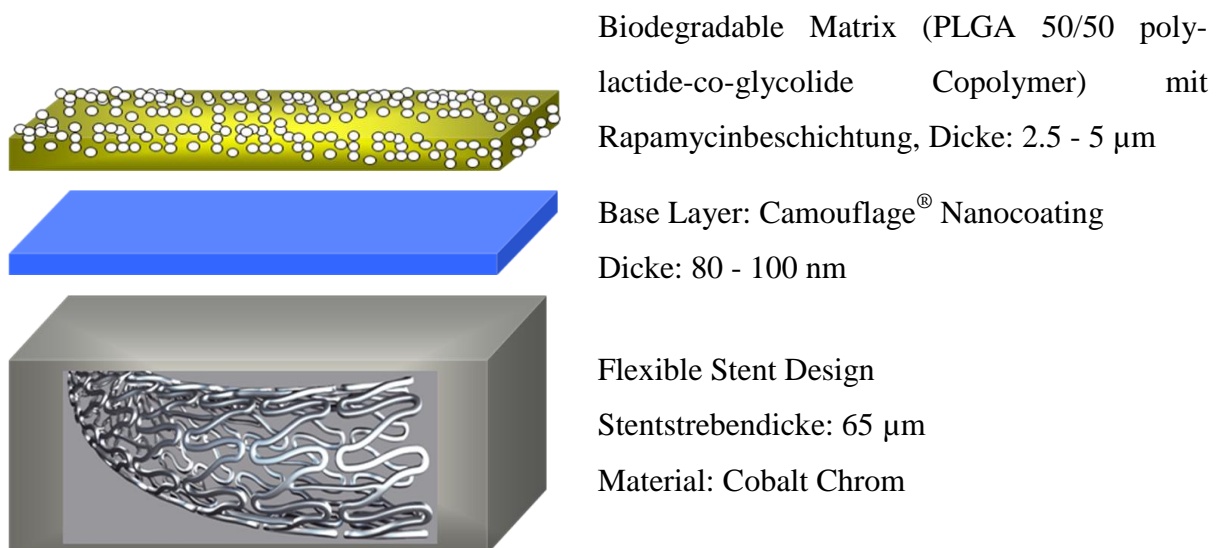 Biodegradable Matrix (PLGA 50/50 poly-
lactide-co-glycolide Copolymer) mit
Rapamycinbeschichtung, Dicke: 2.5 - 5 µm
Base Layer: Camouflage® Nanocoating
Dicke: 80 - 100 nm
Flexible Stent Design
Stentstrebendicke: 65 µm
Material: Cobalt Chrom